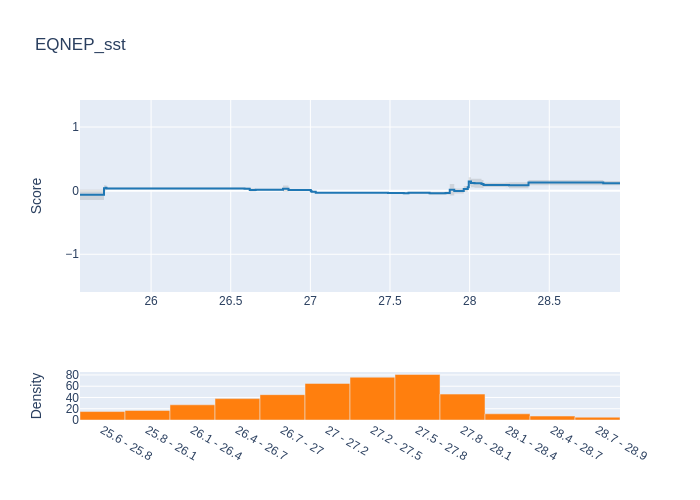 EQNEP_sst
Score
1
0
−1
26
26.5
27
27.5
28
28.5
Density
80
60
40
20
0
25.6 - 25.8
25.8 - 26.1
26.1 - 26.4
26.4 - 26.7
26.7 - 27
27 - 27.2
27.2 - 27.5
27.5 - 27.8
27.8 - 28.1
28.1 - 28.4
28.4 - 28.7
28.7 - 28.9